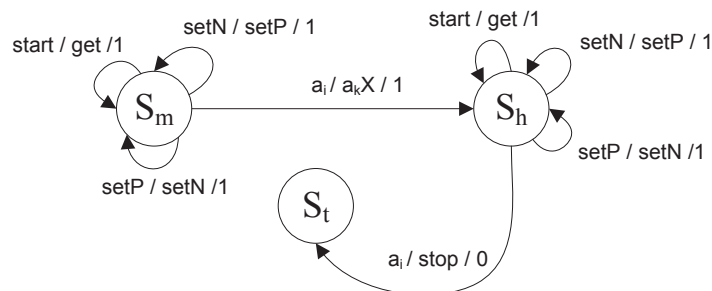 start / get /1
setN / setP / 1
S_m
setP / setN /1
a_i / a_kX / 1
start / get /1
setN / setP / 1
S_h
setP / setN /1
S_t
a_i / stop / 0